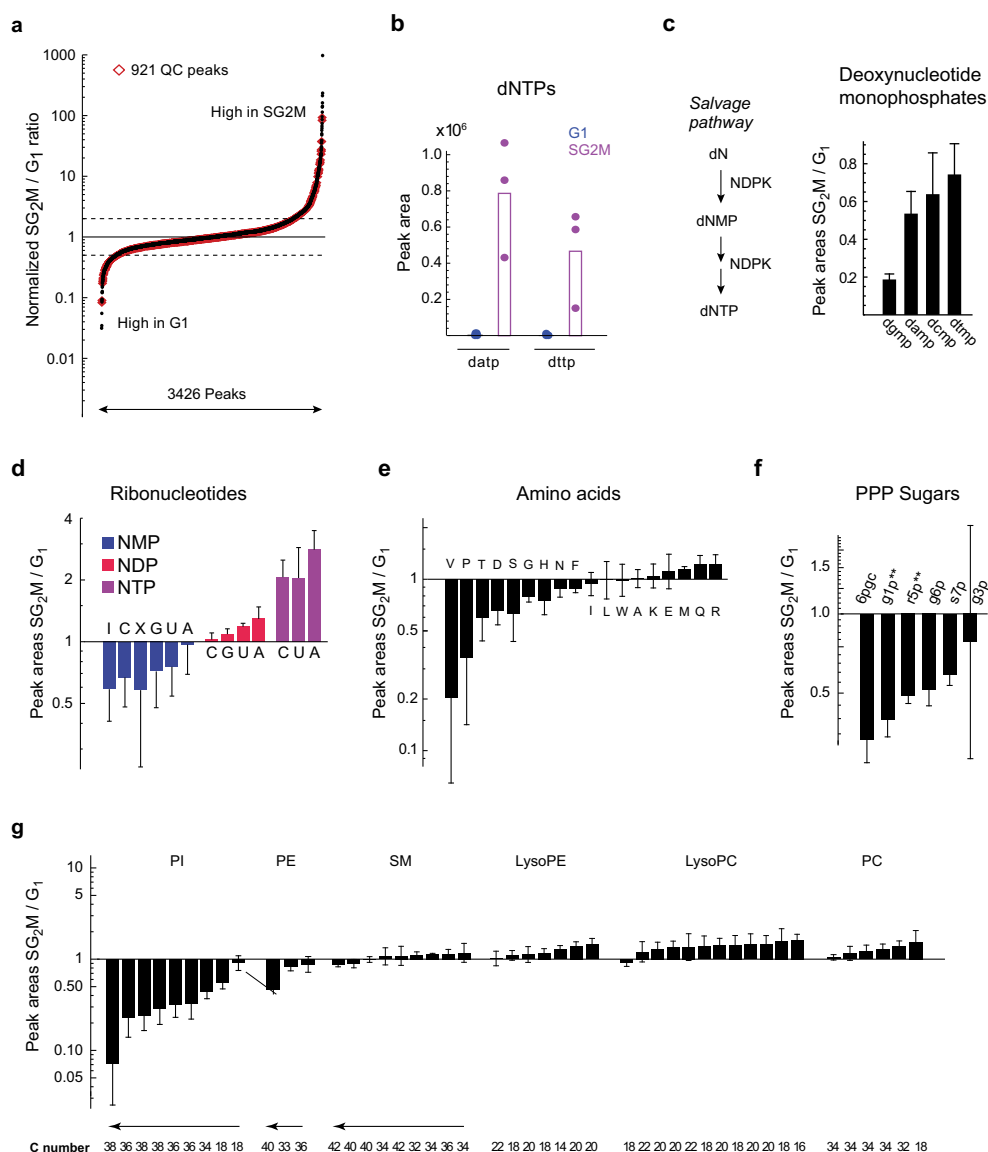 a
1000
100
10
1
0.1
0.01
Normalized SG2M / G1 ratio
921 QC peaks
High in SG2M
High in G1
3426 Peaks
b
dNTPs
x10^6
G1
SG2M
1.0
0.8
0.6
0.4
0.2
Peak area
datp
dttp
c
Salvage
pathway
dN
NDPK
dNMP
NDPK
dNTP
Deoxynucleotide
monophosphates
0.8
0.6
0.4
0.2
Peak areas SG2M / G1
dgmp
damp
dcmp
dtmp
d
Ribonucleotides
4
2
1
0.5
Peak areas SG2M / G1
NMP
NDP
NTP
I C X G U A
C G U A
C U A
e
Amino acids
1
0.5
0.2
0.1
Peak areas SG2M / G1
V P T D S G H N F
I L W A K E M Q R
f
PPP Sugars
1.5
1.0
0.5
Peak areas SG2M / G1
6pgc
g1p**
r5p**
g6p
s7p
g3p
g
PI PE SM LysoPE LysoPC PC
10
5
1
0.50
0.10
0.05
Peak areas SG2M / G1
C number 38 36 38 38 36 36 34 18 18 40 33 36 42 40 40 34 42 32 34 36 34 22 18 20 18 14 20 20 18 22 20 20 22 18 20 18 20 20 18 16 34 34 34 34 32 18